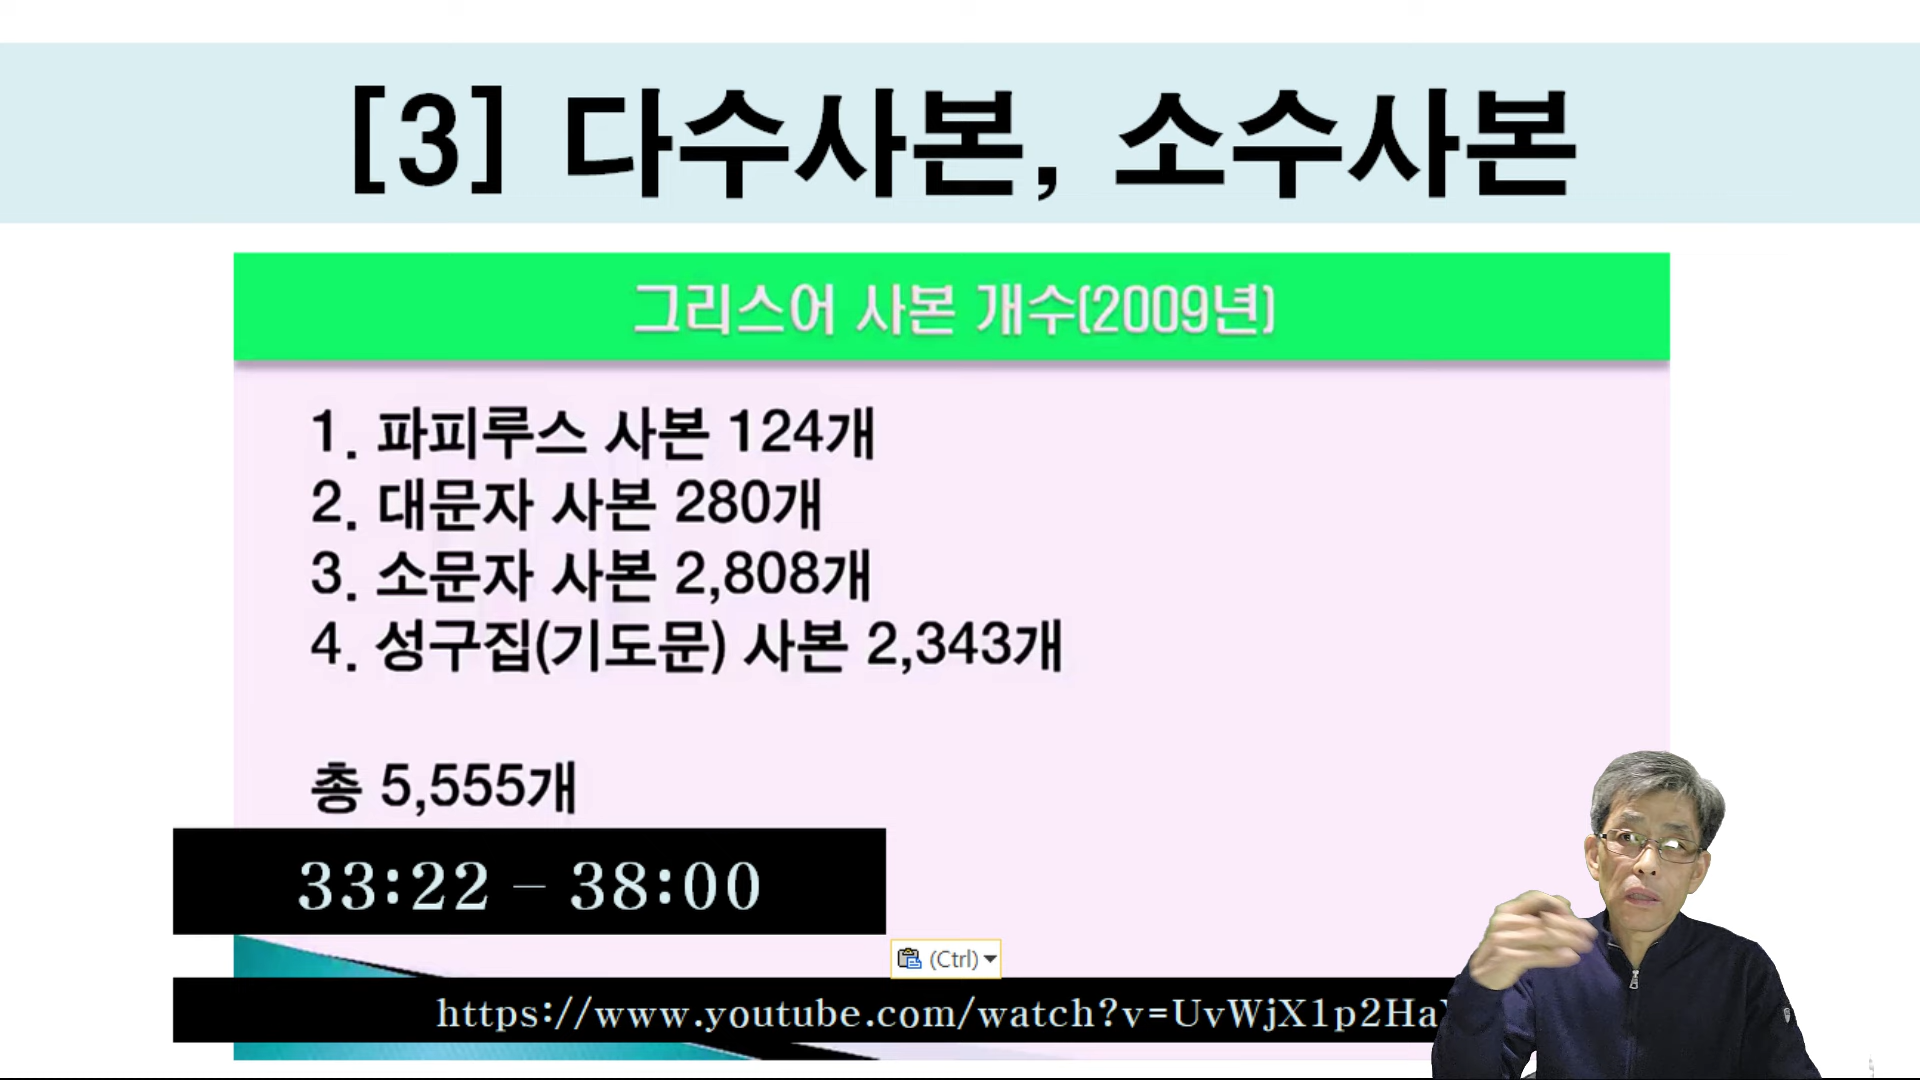 [3] 다수사본, 소수사본
그리스어 사본 개수(2009년)
1. 파피루스 사본 124개
2. 대문자 사본 280개
3. 소문자 사본 2,808개
4. 성구집(기도문) 사본 2,343개
총 5,555개
33:22 – 38:00
(Ctrl)
https://www.youtube.com/watch?v=UvWjX1p2Ha